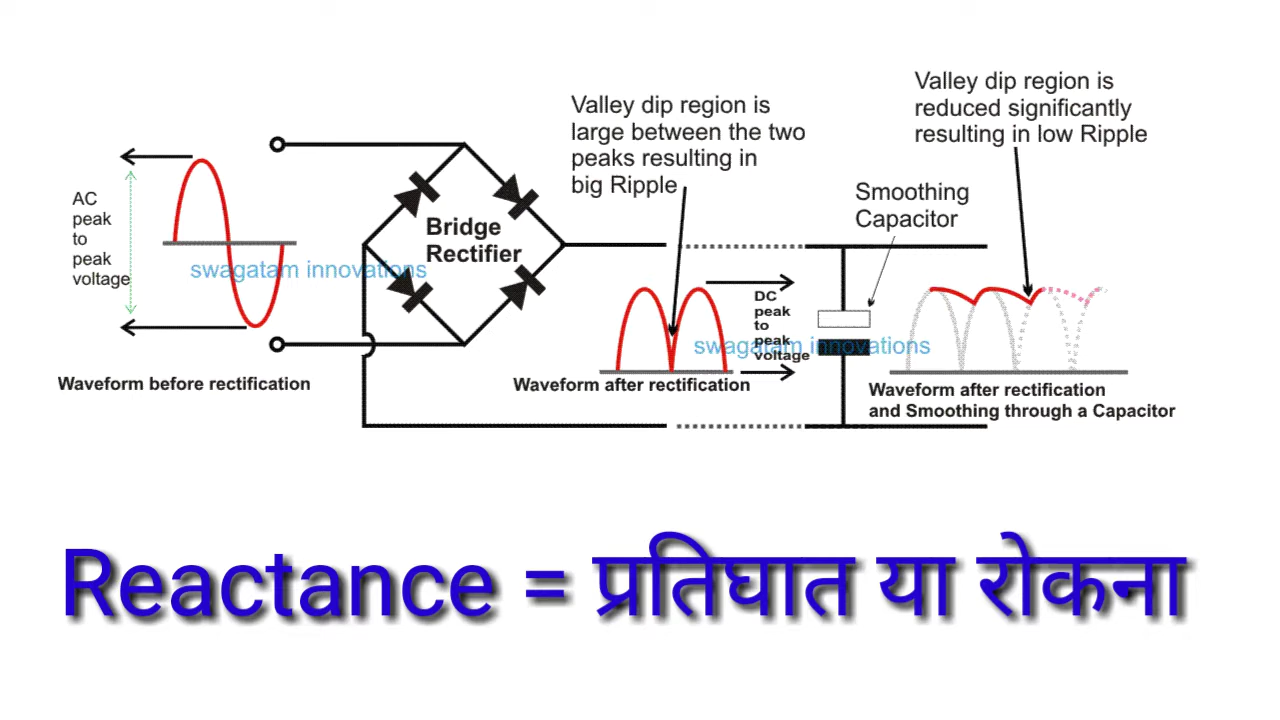 Valley dip region is
reduced significantly
resulting in low Ripple
Valley dip region is
large between the two
peaks resulting in
big Ripple
Smoothing
Capacitor
AC
peak
to
peak
voltage
Bridge
Rectifier
swagatam innovations
DC
peak
to
peak
voltage
swagatam innovations
Waveform before rectification
Waveform after rectification
Waveform after rectification
and Smoothing through a Capacitor
Reactance = प्रतिघात या रोकना